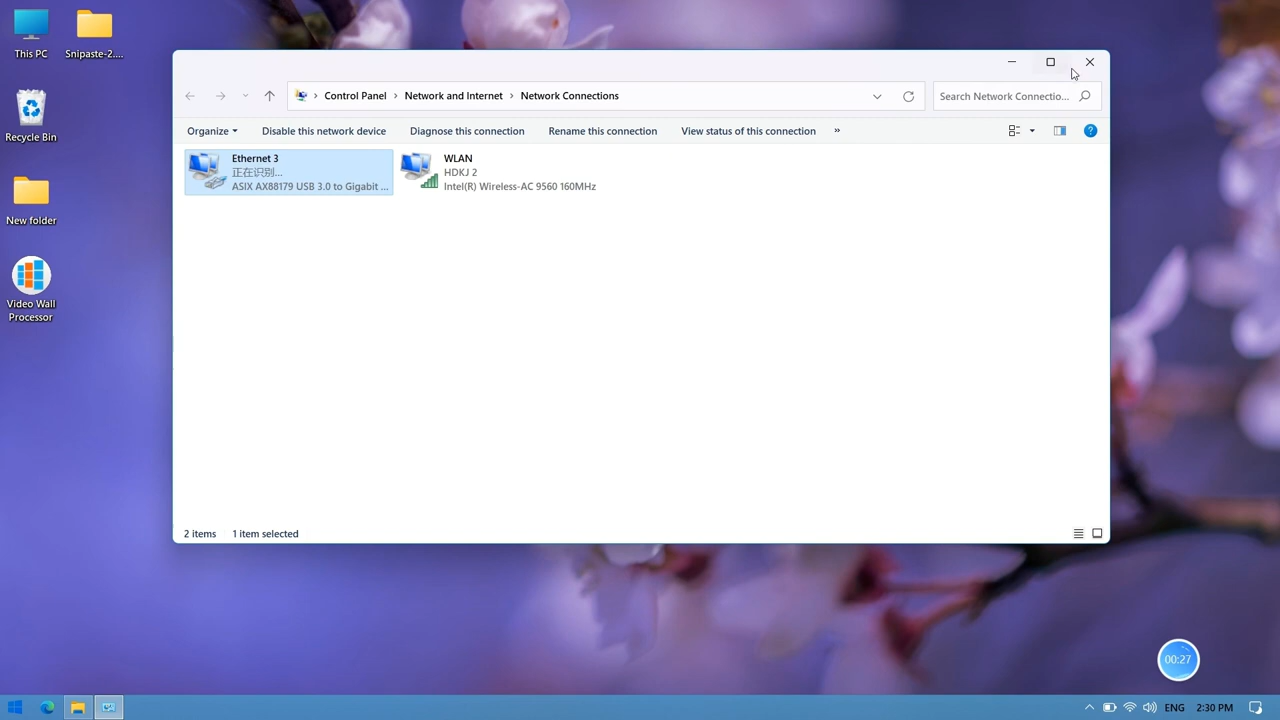 This PC
Snipaste-2....
Recycle Bin
New folder
Video Wall
Processor
Control Panel
Network and Internet
Network Connections
Search Network Connectio...
Organize
Disable this network device
Diagnose this connection
Rename this connection
View status of this connection
»
Ethernet 3
正在识别...
ASIX AX88179 USB 3.0 to Gigabit ...
WLAN
HDKJ 2
Intel(R) Wireless-AC 9560 160MHz
2 items
1 item selected
00:27
ENG
2:30 PM